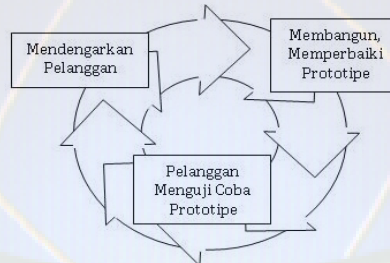 Mendengarkan
Pelanggan
Membangun,
Memperbaiki
Prototipe
Pelanggan
Menguji Coba
Prototipe